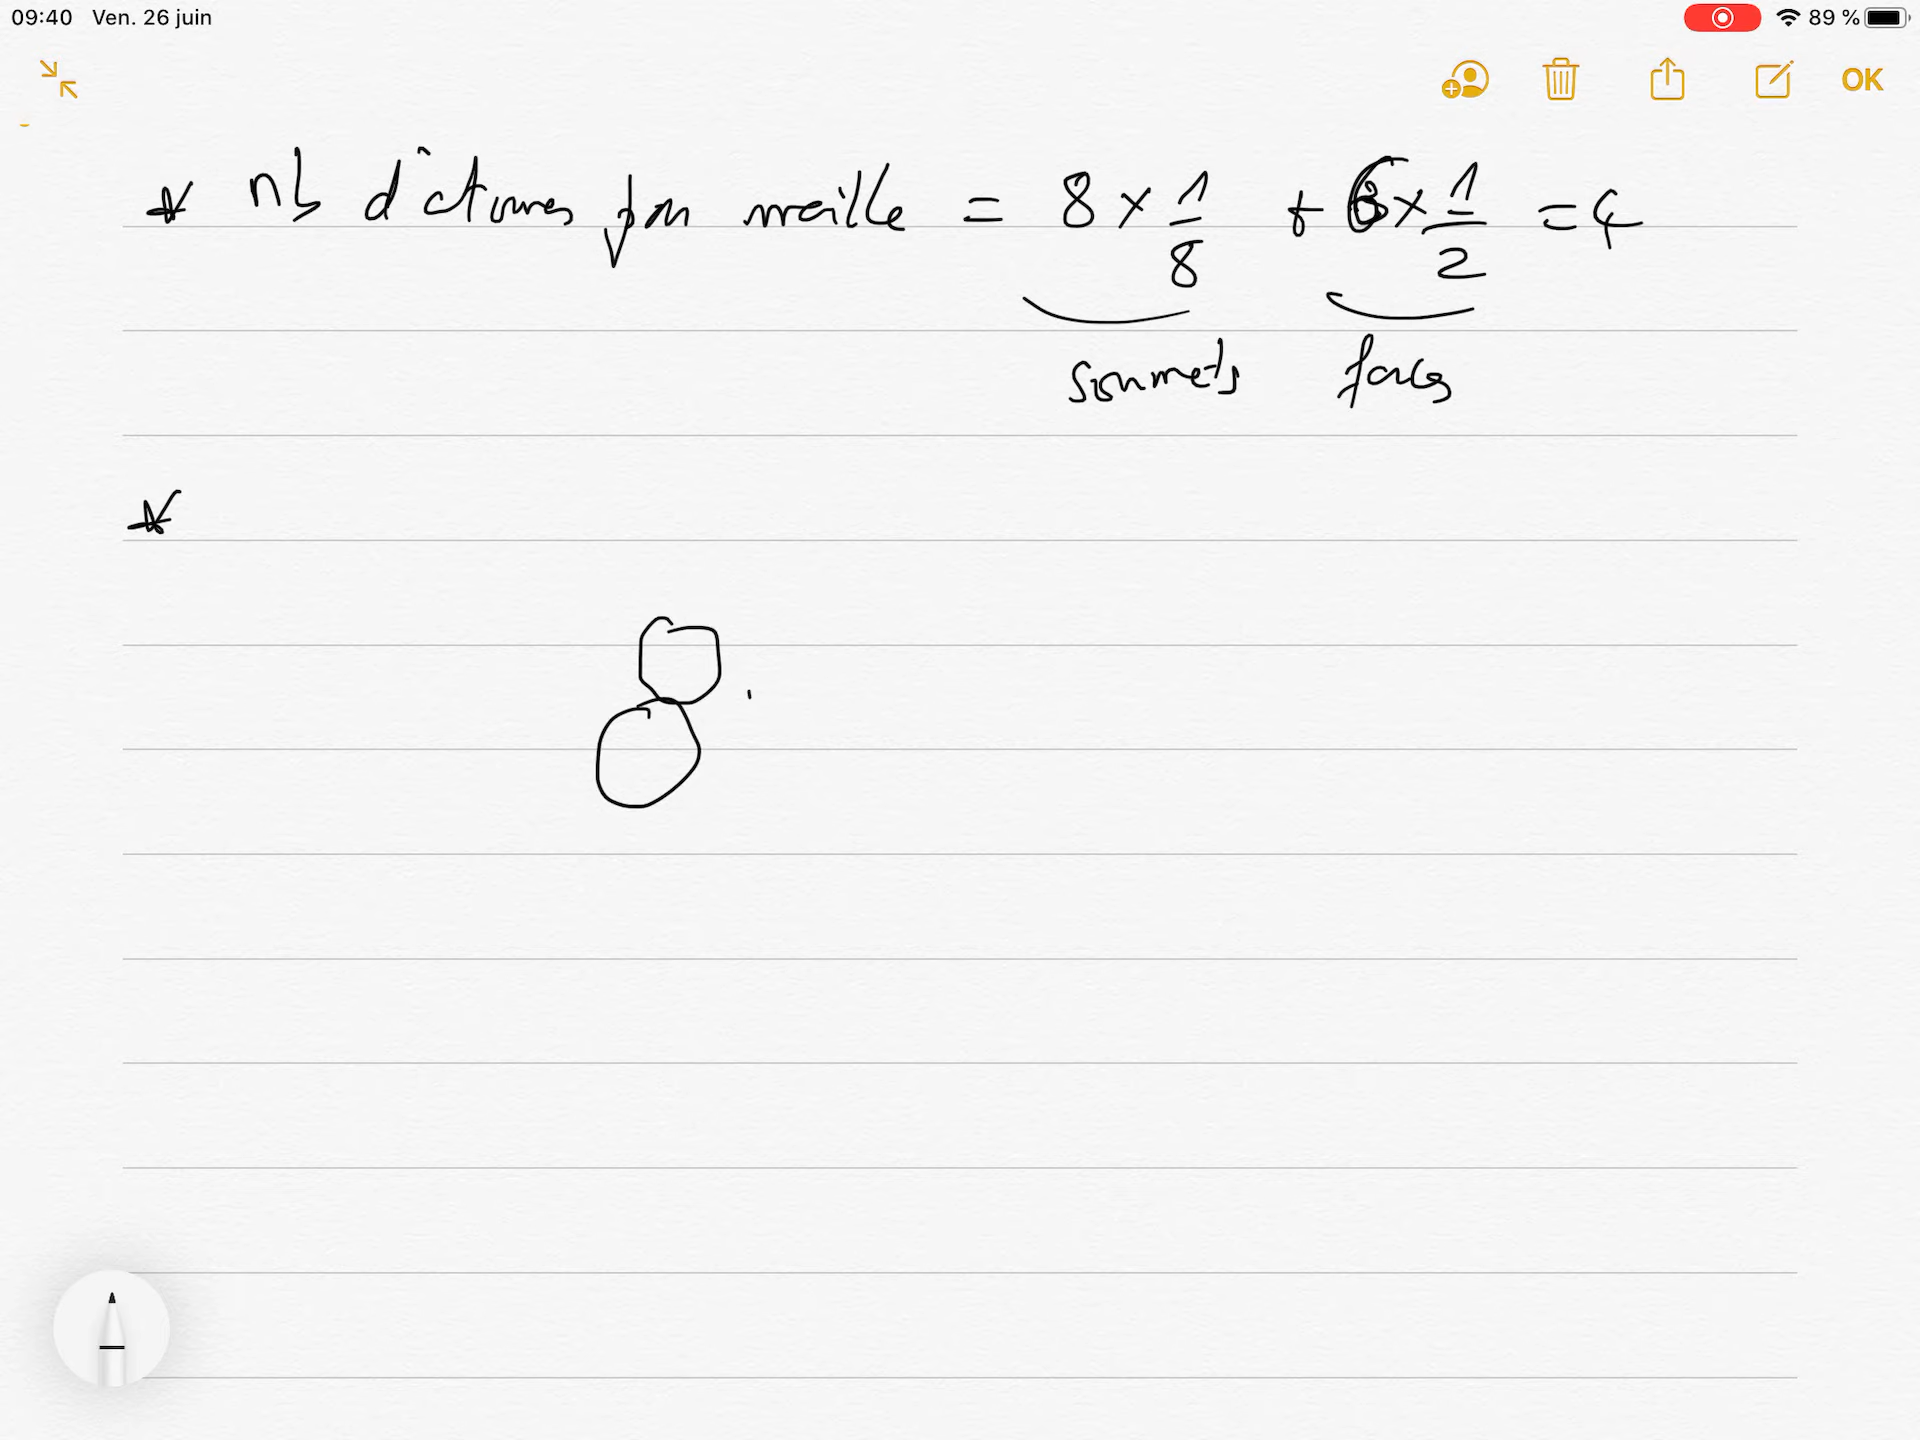 09:40 Ven. 26 juin 89 %
OK
* nb d'atomes par maille = 8 × 1/8 + 6 × 1/2 = 4
sommets faces
*